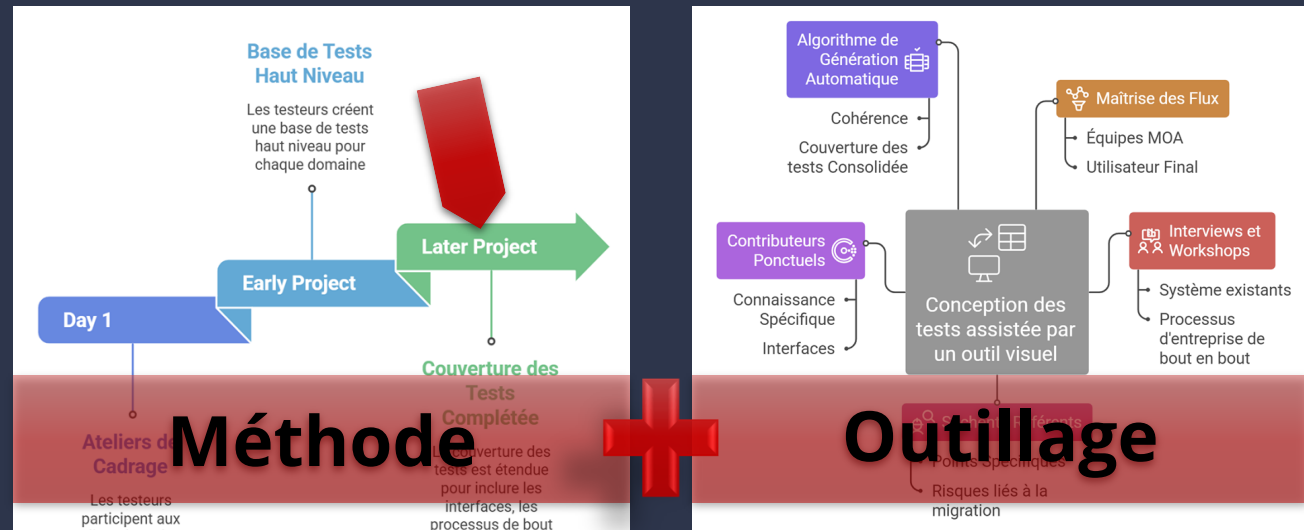 Base de Tests
Haut Niveau
Les testeurs créent
une base de tests
haut niveau pour
chaque domaine
Later Project
Early Project
Day 1
Couverture des
Tests
Complétée
Ateliers de
Cadrage
La couverture des
tests est étendue
pour inclure les
interfaces, les
processus de bout
Les testeurs
participent aux
Méthode
Algorithme de
Génération
Automatique
Cohérence
Couverture des
tests Consolidée
Maîtrise des Flux
Équipes MOA
Utilisateur Final
Contributeurs
Ponctuels
Connaissance
Spécifique
Interfaces
Interviews et
Workshops
Système existants
Processus
d'entreprise de
bout en bout
Conception des
tests assistée par
un outil visuel
Référents
Points Spécifiques
Risques liés à la
migration
Outillage